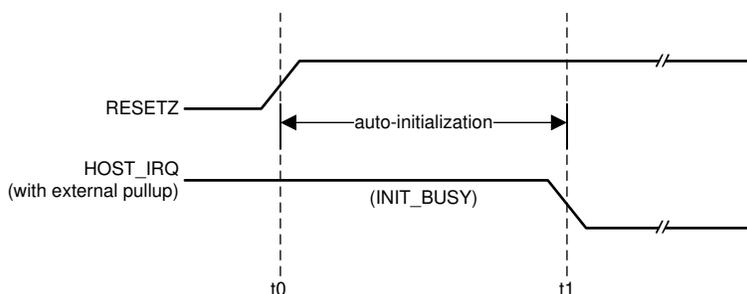 RESETZ
auto-initialization
HOST_IRQ
(with external pullup)
(INIT_BUSY)
t0
t1